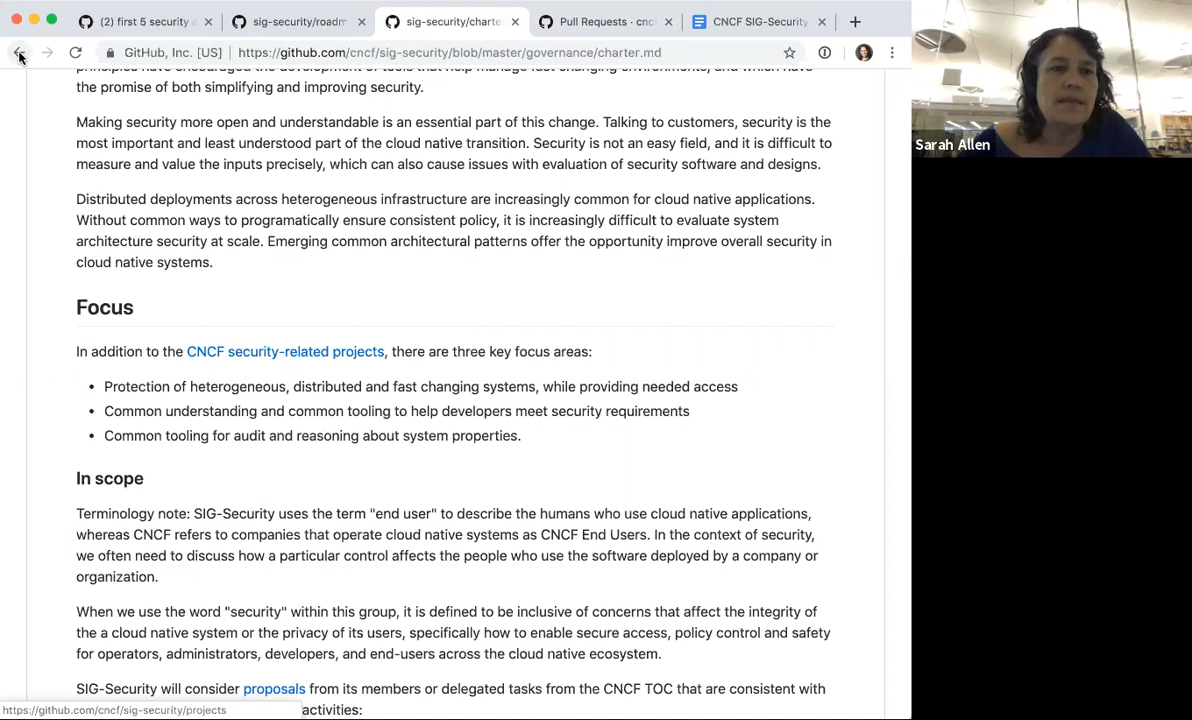 (2) first 5 security a
sig-security/roadm
sig-security/charte
Pull Requests · cnc
CNCF SIG-Security
GitHub, Inc. [US]
https://github.com/cncf/sig-security/blob/master/governance/charter.md
principles have encouraged the development of tools that help manage fast changing environments, and which have
the promise of both simplifying and improving security.
Making security more open and understandable is an essential part of this change. Talking to customers, security is the
most important and least understood part of the cloud native transition. Security is not an easy field, and it is difficult to
measure and value the inputs precisely, which can also cause issues with evaluation of security software and designs.
Distributed deployments across heterogeneous infrastructure are increasingly common for cloud native applications.
Without common ways to programatically ensure consistent policy, it is increasingly difficult to evaluate system
architecture security at scale. Emerging common architectural patterns offer the opportunity improve overall security in
cloud native systems.
Focus
In addition to the CNCF security-related projects, there are three key focus areas:
• Protection of heterogeneous, distributed and fast changing systems, while providing needed access
• Common understanding and common tooling to help developers meet security requirements
• Common tooling for audit and reasoning about system properties.
In scope
Terminology note: SIG-Security uses the term "end user" to describe the humans who use cloud native applications,
whereas CNCF refers to companies that operate cloud native systems as CNCF End Users. In the context of security,
we often need to discuss how a particular control affects the people who use the software deployed by a company or
organization.
When we use the word "security" within this group, it is defined to be inclusive of concerns that affect the integrity of
the a cloud native system or the privacy of its users, specifically how to enable secure access, policy control and safety
for operators, administrators, developers, and end-users across the cloud native ecosystem.
SIG-Security will consider proposals from its members or delegated tasks from the CNCF TOC that are consistent with
activities:
https://github.com/cncf/sig-security/projects
Sarah Allen